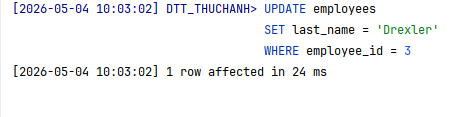 [2026-05-04 10:03:02] DTT_THUCHANH> UPDATE employees
SET last_name = 'Drexler'
WHERE employee_id = 3
[2026-05-04 10:03:02] 1 row affected in 24 ms